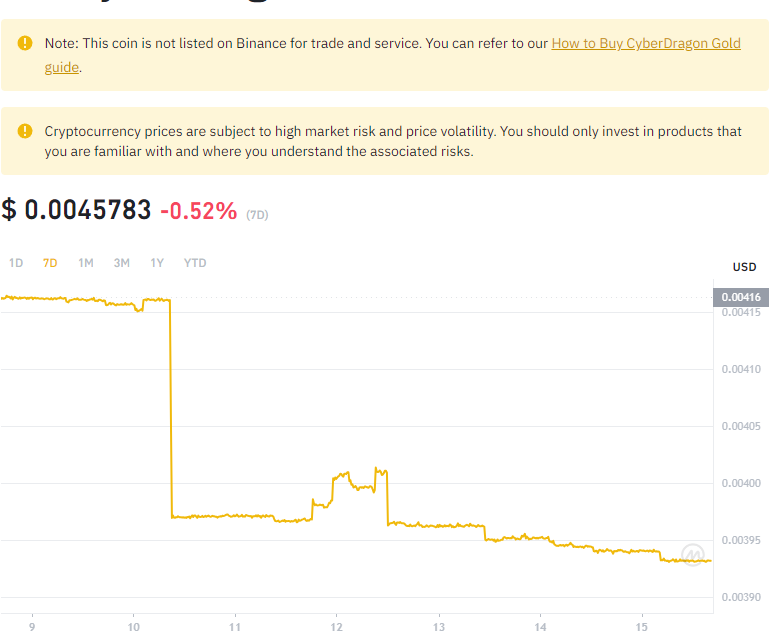 Note: This coin is not listed on Binance for trade and service. You can refer to our How to Buy CyberDragon Gold
guide.
Cryptocurrency prices are subject to high market risk and price volatility. You should only invest in products that
you are familiar with and where you understand the associated risks.
$ 0.0045783 -0.52% (7D)
1D 7D 1M 3M 1Y YTD
USD
0.00416
0.00415
0.00410
0.00405
0.00400
0.00395
0.00390
9 10 11 12 13 14 15